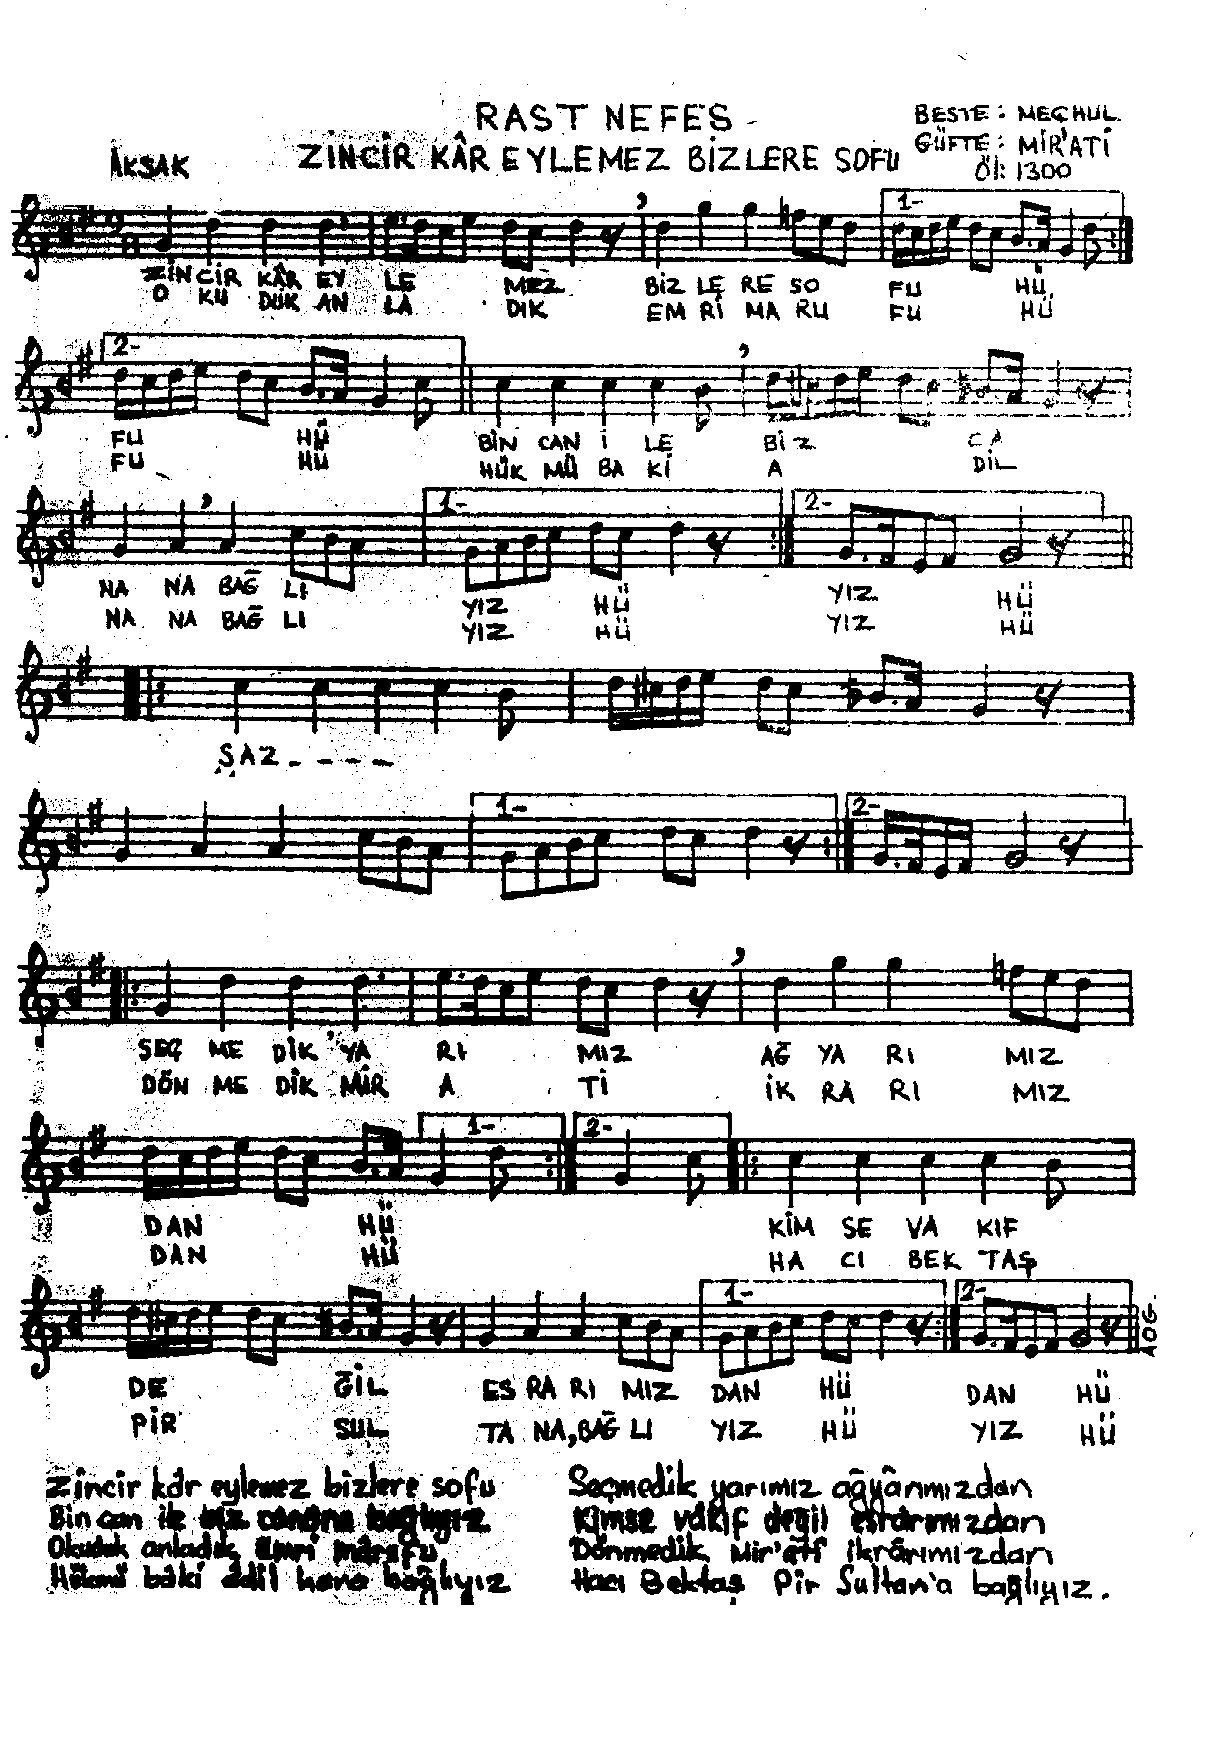 RAST NEFES
BESTE : MEÇHUL.
ZİNCİR KÂR EYLEMEZ BİZLERE SOFU
GÜFTE : MİR'ATİ
AKSAK
Öl: 1300
1-
ZİNCİR KÂR EY LE MEZ BİZ LE RE SO FU HÜ
O KU DUK AN LA DIK EM Rİ MA RU FU HÜ
2-
FU HÜ BİN CAN İ LE BİZ CA
FU HÜ HÜK MÜ BA Kİ A DİL
1- 2-
NA NA BAĞ LI YIZ HÜ YIZ HÜ
NA NA BAĞ LI YIZ HÜ YIZ HÜ
SAZ - - - -
1- 2-
SEÇ ME DİK YA RI MIZ AĞ YA RI MIZ
DÖN ME DİK MİR A Tİ İK RA RI MIZ
1- 2-
DAN HÜ KİM SE VA KIF
DAN HÜ HA CI BEK TAŞ
1- 2-
DE ĞİL ES RA RI MIZ DAN HÜ DAN HÜ
PİR SUL TA NA, BAĞ LI YIZ HÜ YIZ HÜ
Zincir kâr eylemez bizlere sofu
Bin can ile biz canana bağlıyız
Okuduk anladık Emri mârufu
Hükmü bâki âdil hana bağlıyız
Seçmedik yarımız ağyârımızdan
Kimse vâkıf değil esrârımızdan
Dönmedik Mir'âti ikrârımızdan
Hacı Bektaş Pir Sultan'a bağlıyız.